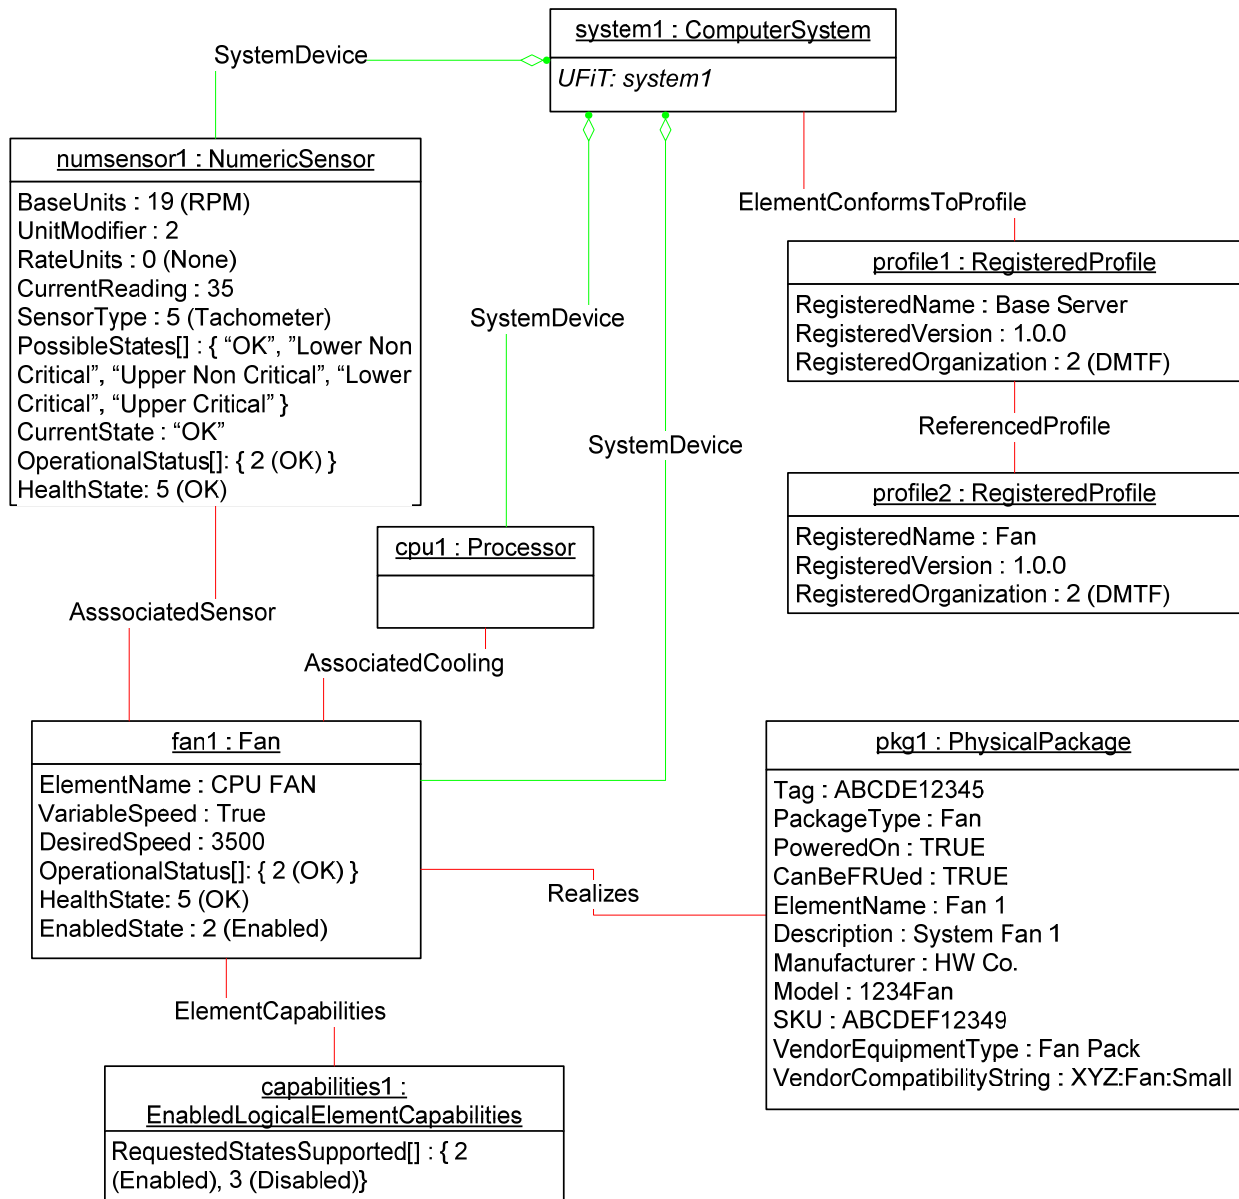 system1 : ComputerSystem
UFiT: system1
SystemDevice
numsensor1 : NumericSensor
BaseUnits : 19 (RPM)
UnitModifier : 2
RateUnits : 0 (None)
CurrentReading : 35
SensorType : 5 (Tachometer)
PossibleStates[] : { “OK”, ”Lower Non
Critical”, “Upper Non Critical”, “Lower
Critical”, “Upper Critical” }
CurrentState : “OK”
OperationalStatus[]: { 2 (OK) }
HealthState: 5 (OK)
ElementConformsToProfile
profile1 : RegisteredProfile
RegisteredName : Base Server
RegisteredVersion : 1.0.0
RegisteredOrganization : 2 (DMTF)
SystemDevice
ReferencedProfile
SystemDevice
profile2 : RegisteredProfile
RegisteredName : Fan
RegisteredVersion : 1.0.0
RegisteredOrganization : 2 (DMTF)
cpu1 : Processor
AsssociatedSensor
AssociatedCooling
fan1 : Fan
ElementName : CPU FAN
VariableSpeed : True
DesiredSpeed : 3500
OperationalStatus[]: { 2 (OK) }
HealthState: 5 (OK)
EnabledState : 2 (Enabled)
Realizes
pkg1 : PhysicalPackage
Tag : ABCDE12345
PackageType : Fan
PoweredOn : TRUE
CanBeFRUed : TRUE
ElementName : Fan 1
Description : System Fan 1
Manufacturer : HW Co.
Model : 1234Fan
SKU : ABCDEF12349
VendorEquipmentType : Fan Pack
VendorCompatibilityString : XYZ:Fan:Small
ElementCapabilities
capabilities1 :
EnabledLogicalElementCapabilities
RequestedStatesSupported[] : { 2
(Enabled), 3 (Disabled)}